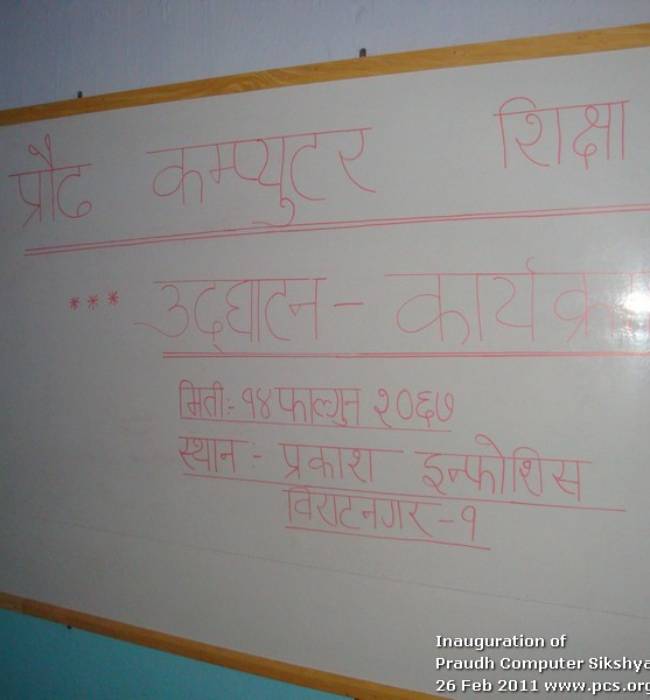 प्रौढ कम्प्युटर शिक्षा
*** उद्घाटन - कार्यक्र
मिती:- १४ फाल्गुन २०६७
स्थान :- प्रकाश इन्फोशिस
विराटनगर - १
Inauguration of
Praudh Computer Sikshya
26 Feb 2011 www.pcs.org